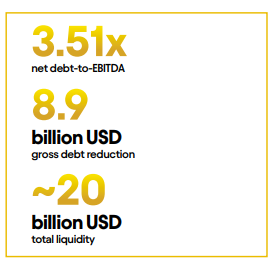 3.51x
net debt-to-EBITDA
8.9
billion USD
gross debt reduction
~20
billion USD
total liquidity